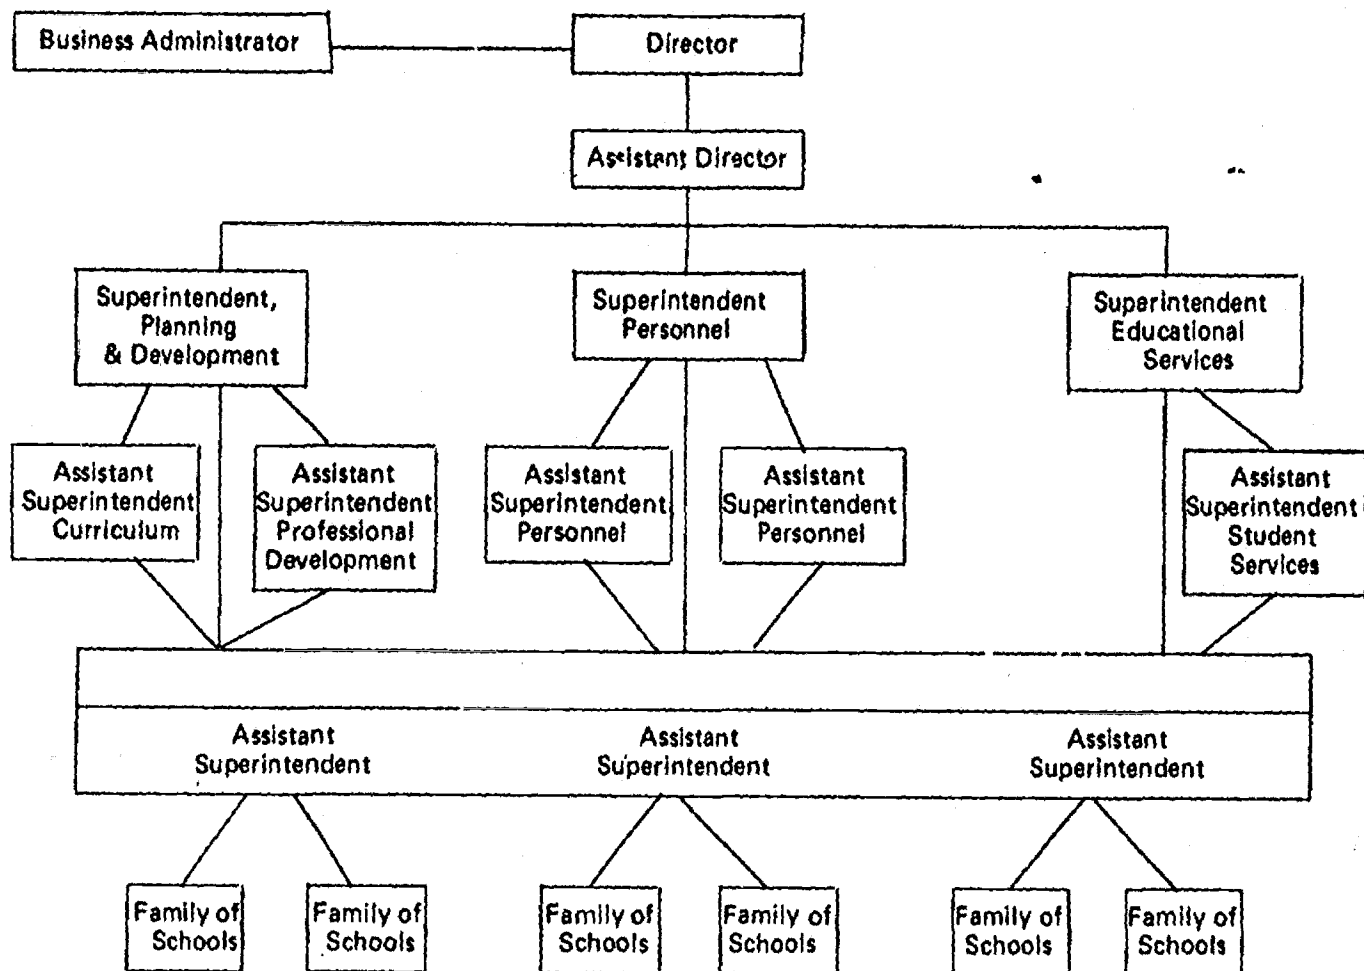 Business Administrator
Director
Assistant Director
Superintendent,
Planning
& Development
Superintendent
Personnel
Superintendent
Educational
Services
Assistant
Superintendent
Curriculum
Assistant
Superintendent
Professional
Development
Assistant
Superintendent
Personnel
Assistant
Superintendent
Personnel
Assistant
Superintendent
Student
Services
Assistant
Superintendent
Assistant
Superintendent
Assistant
Superintendent
Family of
Schools
Family of
Schools
Family of
Schools
Family of
Schools
Family of
Schools
Family of
Schools